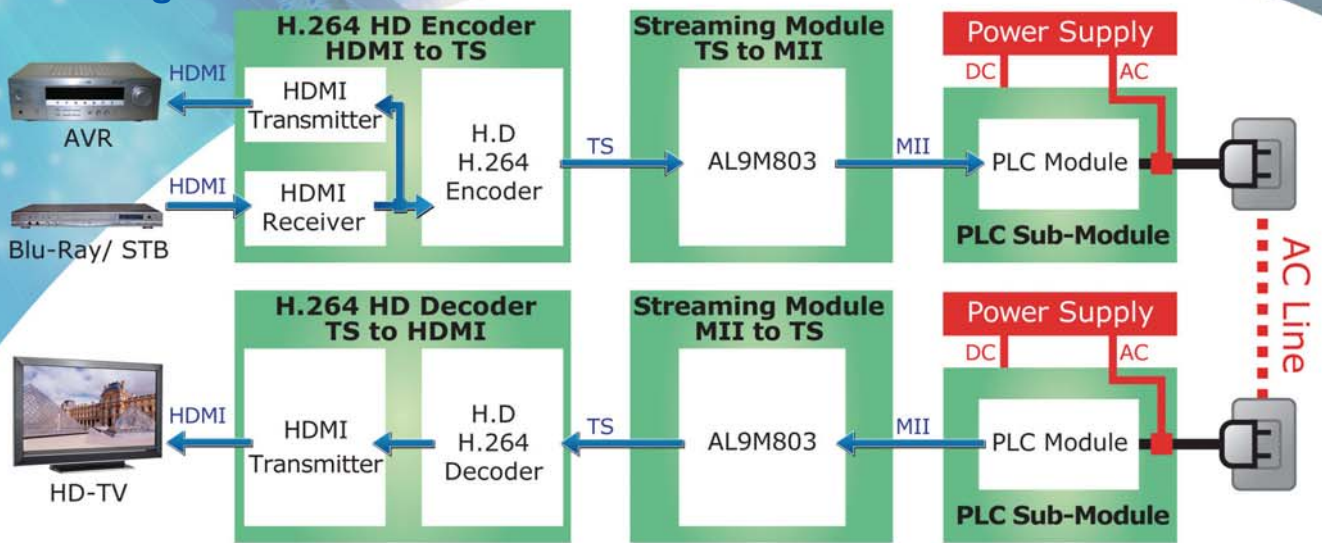 H.264 HD Encoder
HDMI to TS
Streaming Module
TS to MII
Power Supply
DC
AC
HDMI
AVR
HDMI
Transmitter
H.D
H.264
Encoder
TS
AL9M803
MII
PLC Module
HDMI
Blu-Ray/ STB
HDMI
Receiver
PLC Sub-Module
AC Line
H.264 HD Decoder
TS to HDMI
Streaming Module
MII to TS
Power Supply
DC
AC
HDMI
HD-TV
HDMI
Transmitter
H.D
H.264
Decoder
TS
AL9M803
MII
PLC Module
PLC Sub-Module